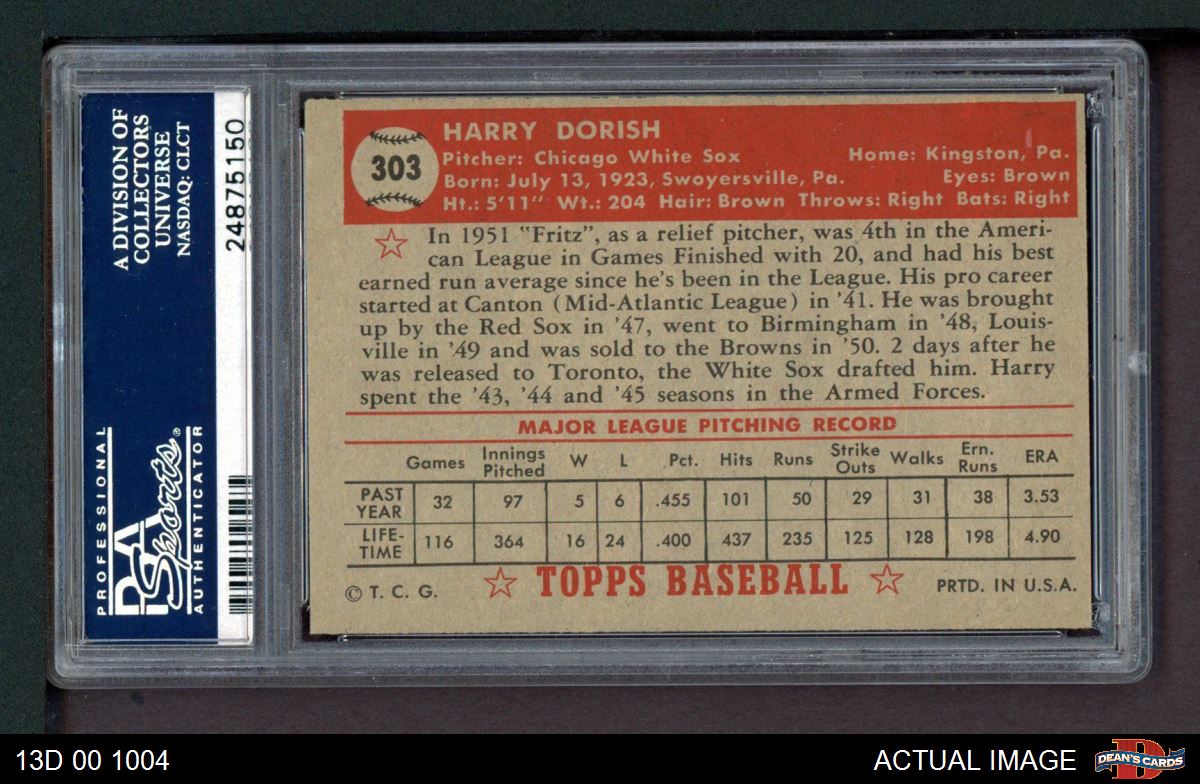 A DIVISION OF
COLLECTORS
UNIVERSE
NASDAQ: CLCT
24875150
PROFESSIONAL
PSA
Sports®
AUTHENTICATOR
303
HARRY DORISH
Pitcher: Chicago White Sox Home: Kingston, Pa.
Born: July 13, 1923, Swoyersville, Pa. Eyes: Brown
Ht.: 5'11" Wt.: 204 Hair: Brown Throws: Right Bats: Right
In 1951 "Fritz", as a relief pitcher, was 4th in the Ameri-
can League in Games Finished with 20, and had his best
earned run average since he's been in the League. His pro career
started at Canton (Mid-Atlantic League) in '41. He was brought
up by the Red Sox in '47, went to Birmingham in '48, Louis-
ville in '49 and was sold to the Browns in '50. 2 days after he
was released to Toronto, the White Sox drafted him. Harry
spent the '43, '44 and '45 seasons in the Armed Forces.
MAJOR LEAGUE PITCHING RECORD
Games Innings Pitched W L Pct. Hits Runs Strike Outs Walks Ern. Runs ERA
PAST YEAR 32 97 5 6 .455 101 50 29 31 38 3.53
LIFE-TIME 116 364 16 24 .400 437 235 125 128 198 4.90
© T. C. G. TOPPS BASEBALL PRTD. IN U.S.A.
13D 00 1004 ACTUAL IMAGE
D
DEAN'S CARDS